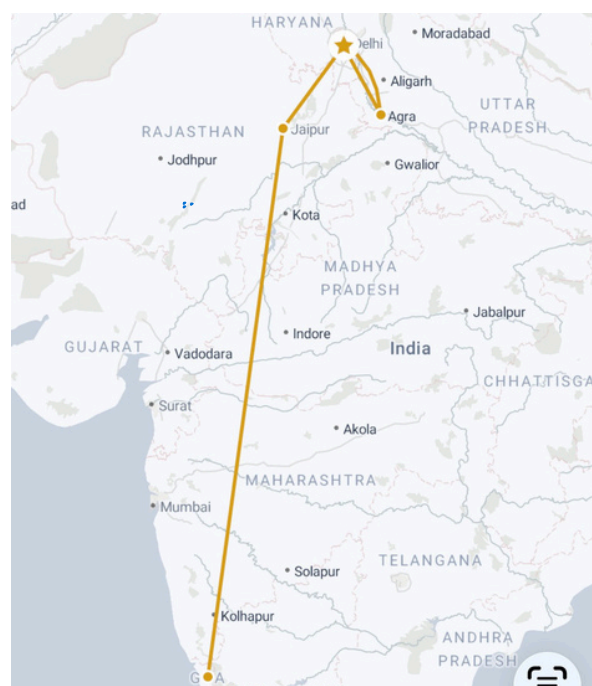 HARYANA
Moradabad
Delhi
Aligarh
Agra
UTTAR
PRADESH
RAJASTHAN
Jaipur
Jodhpur
Gwalior
ad
Kota
MADHYA
PRADESH
Jabalpur
Indore
GUJARAT
Vadodara
India
CHHATTISGA
Surat
Akola
MAHARASHTRA
Mumbai
TELANGANA
Solapur
Kolhapur
ANDHRA
PRADESH
G A